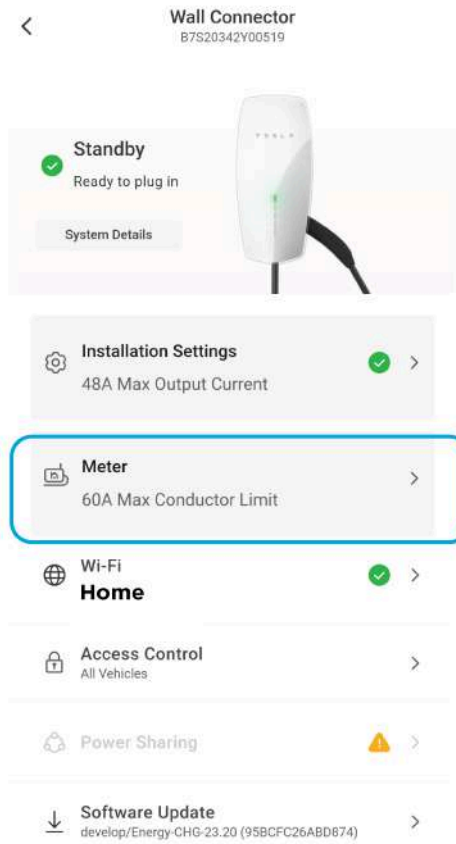 Wall Connector
B7S20342Y00519
TESLA
Standby
Ready to plug in
System Details
Installation Settings
48A Max Output Current
Meter
60A Max Conductor Limit
Wi-Fi
Home
Access Control
All Vehicles
Power Sharing
Software Update
develop/Energy-CHG-23.20 (95BCFC26ABD874)